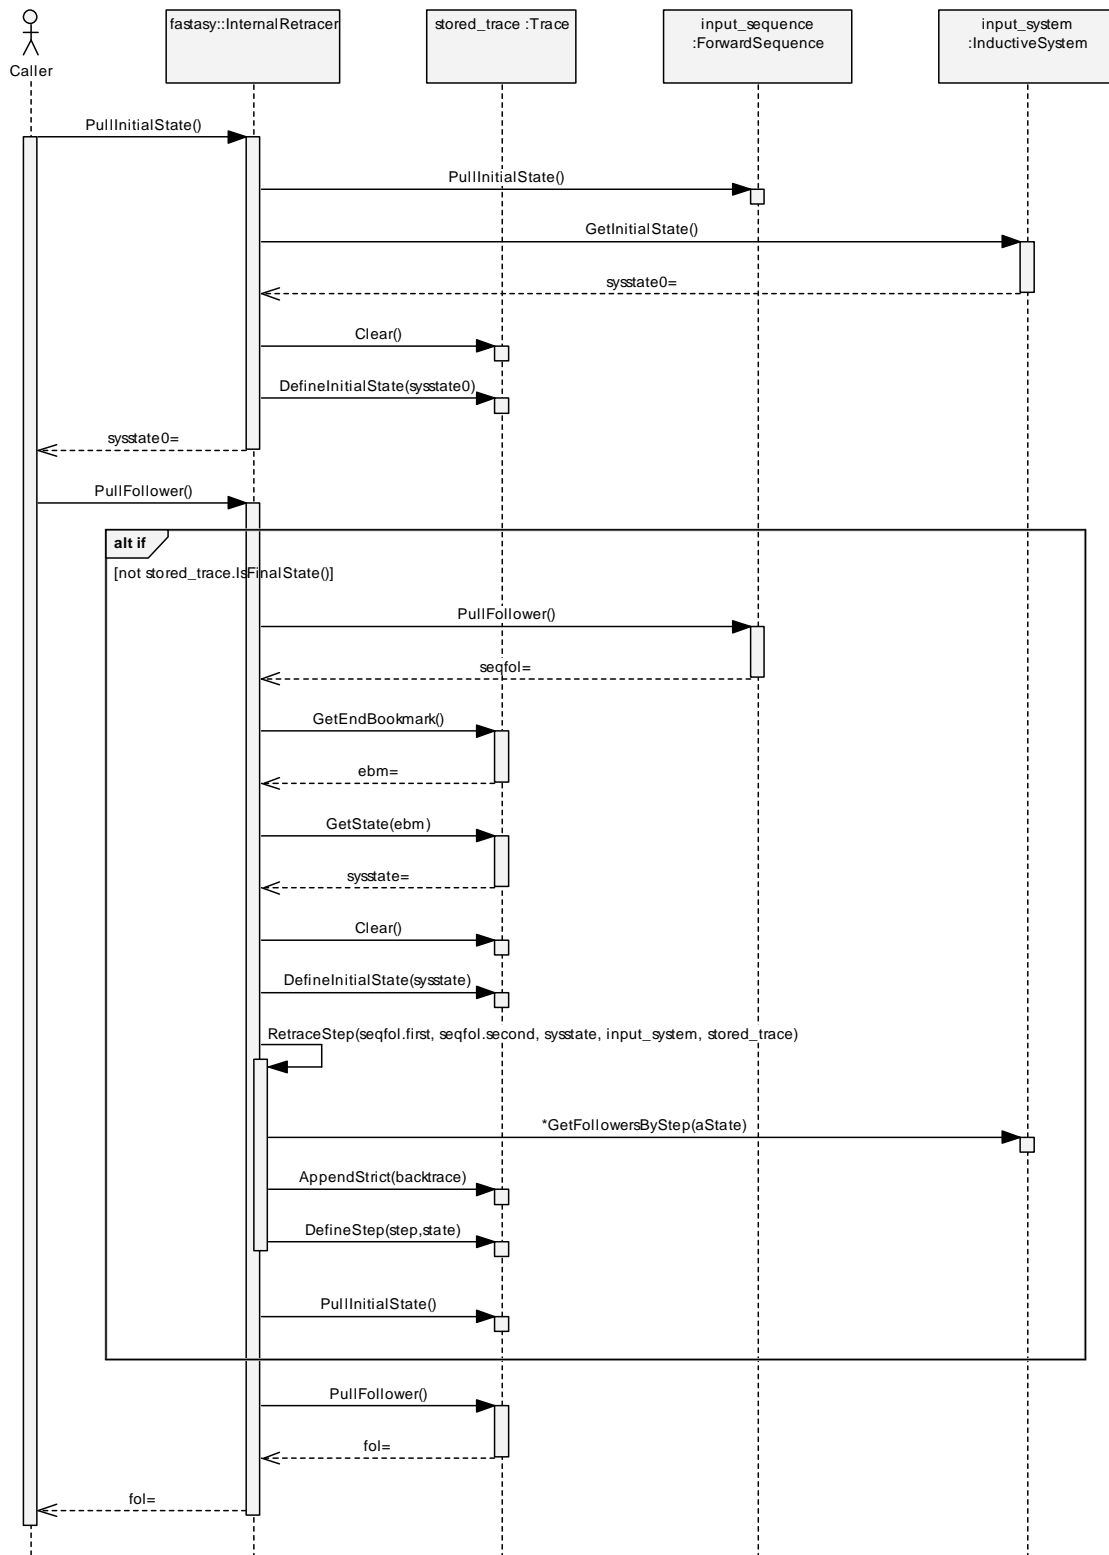 Caller
fastasy::InternalRetracer
stored_trace :Trace
input_sequence
:ForwardSequence
input_system
:InductiveSystem
PullInitialState()
PullInitialState()
GetInitialState()
sysstate0=
Clear()
DefineInitialState(sysstate0)
sysstate0=
PullFollower()
alt if
[not stored_trace.IsFinalState()]
PullFollower()
seqfol=
GetEndBookmark()
ebm=
GetState(ebm)
sysstate=
Clear()
DefineInitialState(sysstate)
RetraceStep(seqfol.first, seqfol.second, sysstate, input_system, stored_trace)
*GetFollowersByStep(aState)
AppendStrict(backtrace)
DefineStep(step,state)
PullInitialState()
PullFollower()
fol=
fol=